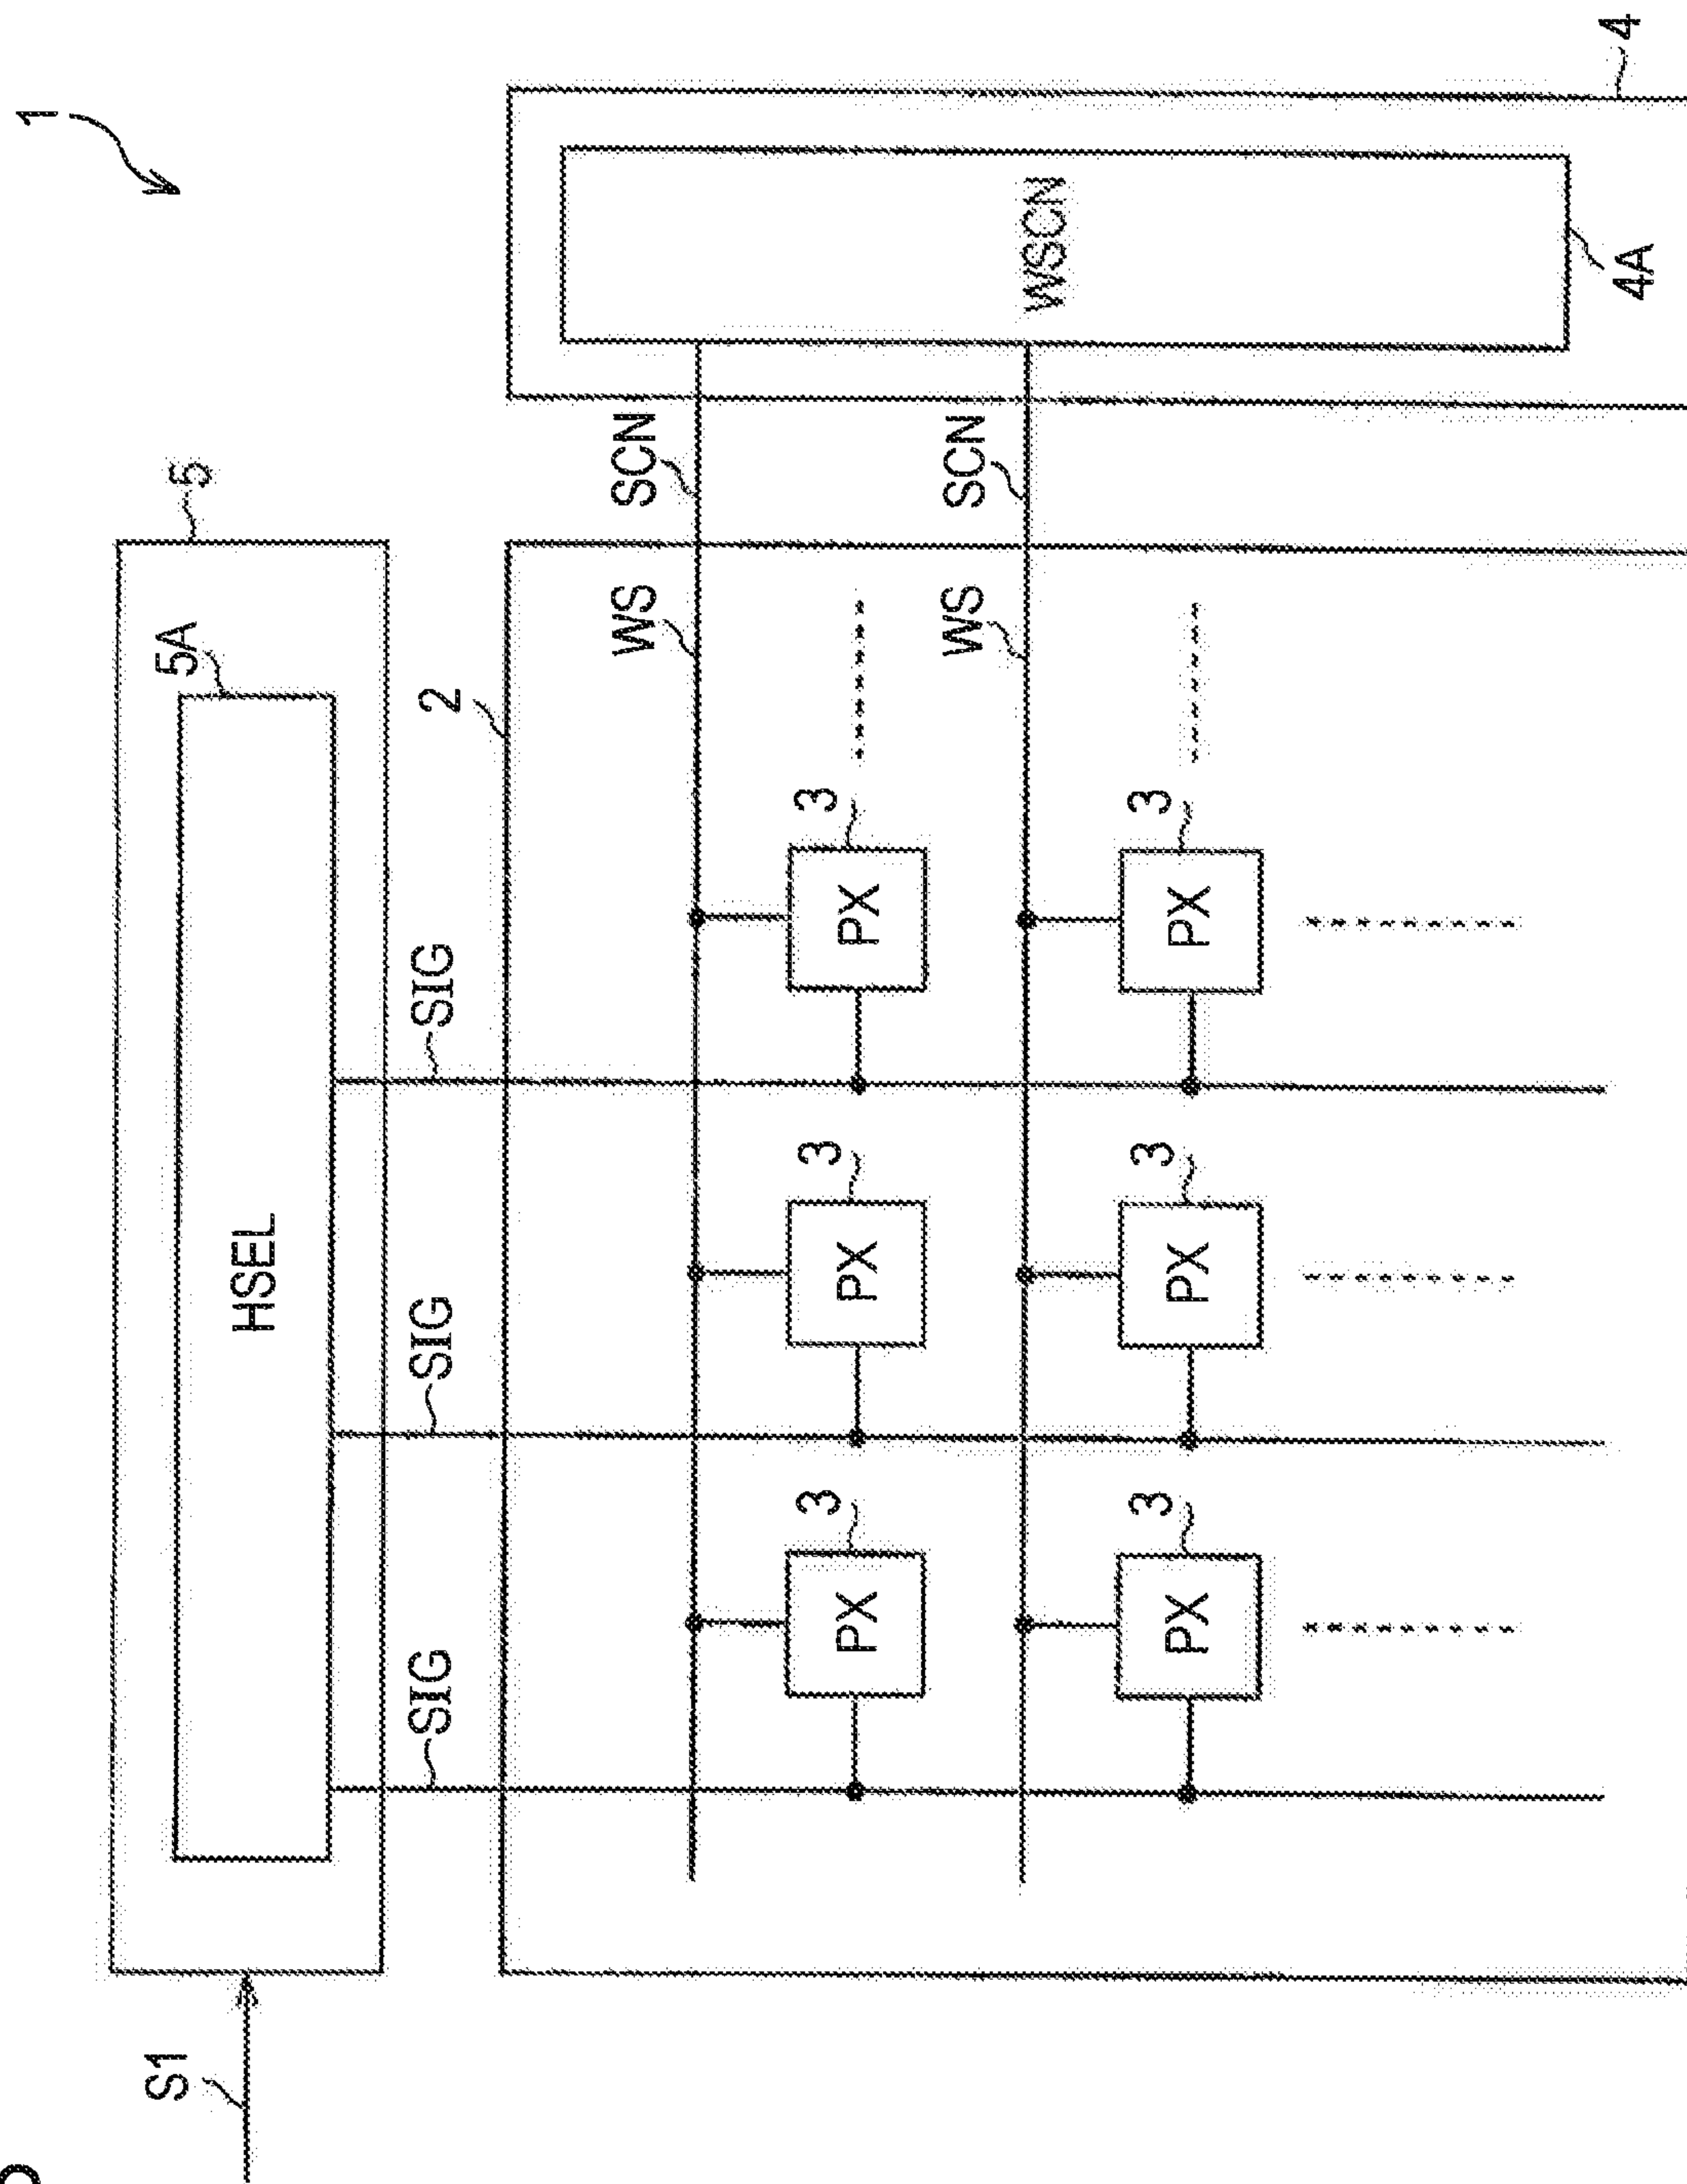 1
S1
5A
5
HSEL
SIG SIG SIG
2
WS SCN
3 3 3
PX PX PX
WS SCN
WSCN
3 3 3
PX PX PX
4A
4